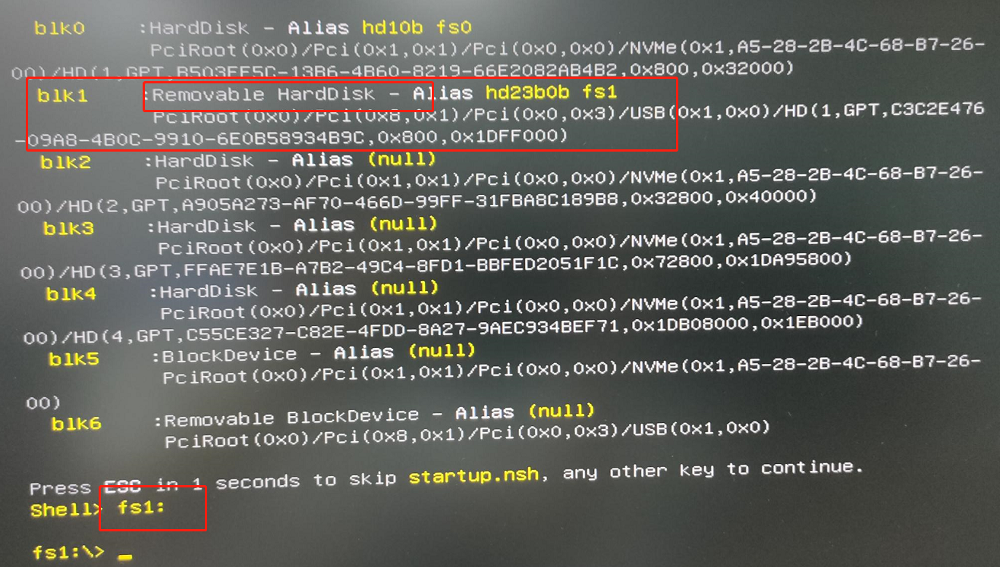 blk0 :HardDisk - Alias hd10b fs0
PciRoot(0x0)/Pci(0x1,0x1)/Pci(0x0,0x0)/NVMe(0x1,A5-28-2B-4C-68-B7-26-
00)/HD(1,GPT,B503EE5C-13B6-4B60-8219-66E2082AB4B2,0x800,0x32000)
blk1 :Removable HardDisk - Alias hd23b0b fs1
PciRoot(0x0)/Pci(0x8,0x1)/Pci(0x0,0x3)/USB(0x1,0x0)/HD(1,GPT,C3C2E476
-09A8-4B0C-9910-6E0B58934B9C,0x800,0x1DFF000)
blk2 :HardDisk - Alias (null)
PciRoot(0x0)/Pci(0x1,0x1)/Pci(0x0,0x0)/NVMe(0x1,A5-28-2B-4C-68-B7-26-
00)/HD(2,GPT,A905A273-AF70-466D-99FF-31FBA8C189B8,0x32800,0x40000)
blk3 :HardDisk - Alias (null)
PciRoot(0x0)/Pci(0x1,0x1)/Pci(0x0,0x0)/NVMe(0x1,A5-28-2B-4C-68-B7-26-
00)/HD(3,GPT,FFAE7E1B-A7B2-49C4-8FD1-BBFED2051F1C,0x72800,0x1DA95800)
blk4 :HardDisk - Alias (null)
PciRoot(0x0)/Pci(0x1,0x1)/Pci(0x0,0x0)/NVMe(0x1,A5-28-2B-4C-68-B7-26-
00)/HD(4,GPT,C55CE327-C82E-4FDD-8A27-9AEC934BEF71,0x1DB08000,0x1EB000)
blk5 :BlockDevice - Alias (null)
PciRoot(0x0)/Pci(0x1,0x1)/Pci(0x0,0x0)/NVMe(0x1,A5-28-2B-4C-68-B7-26-
00)
blk6 :Removable BlockDevice - Alias (null)
PciRoot(0x0)/Pci(0x8,0x1)/Pci(0x0,0x3)/USB(0x1,0x0)
Press ESC in 1 seconds to skip startup.nsh, any other key to continue.
Shell> fs1:
fs1:\> _